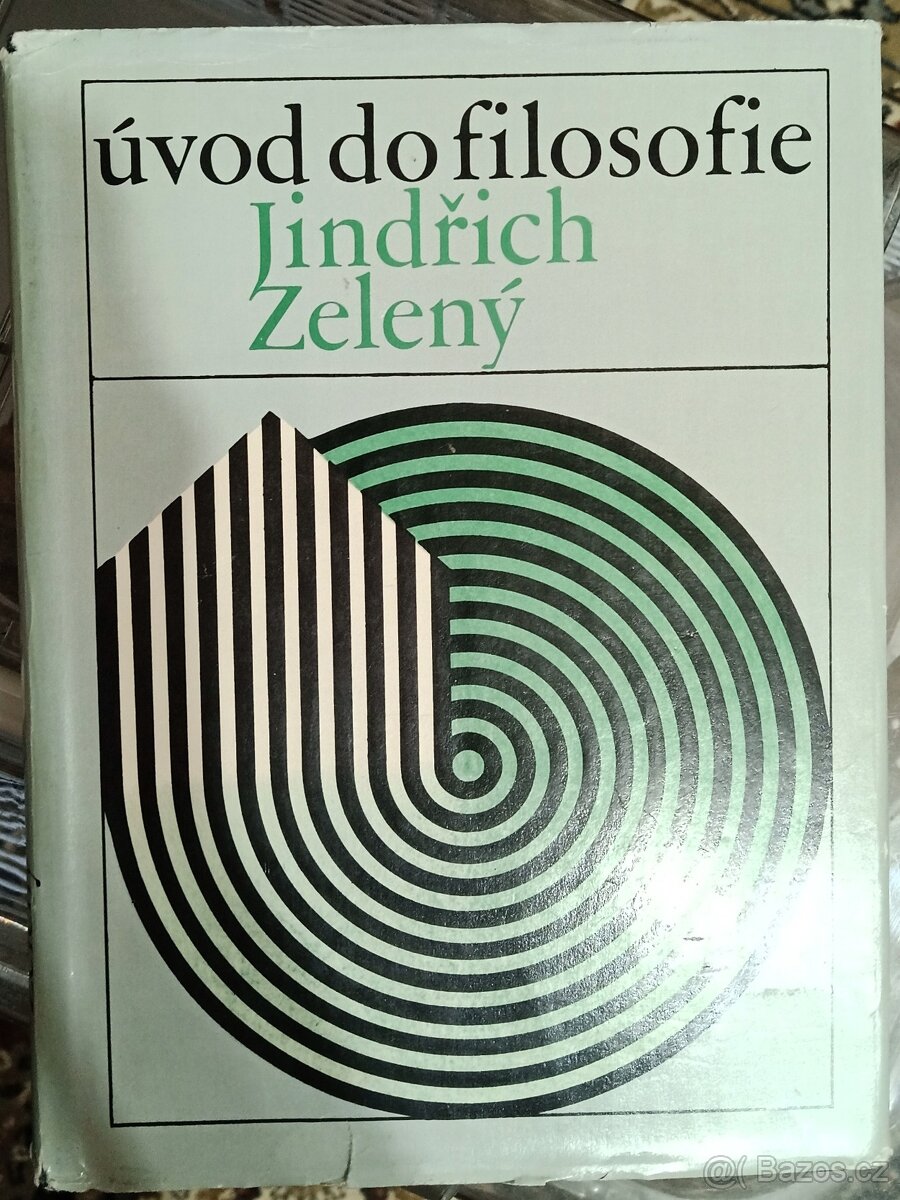 úvod do filosofie
Jindřich
Zelený
@( Bazos.cz